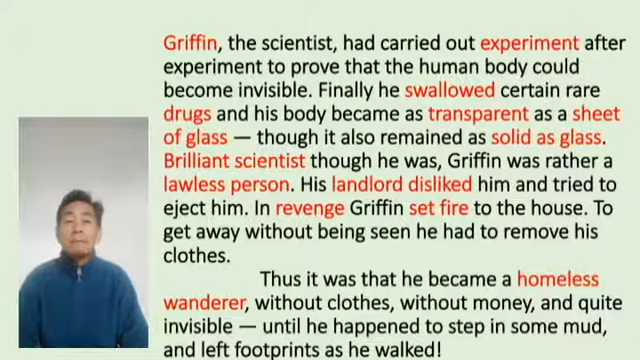 Griffin, the scientist, had carried out experiment after
experiment to prove that the human body could
become invisible. Finally he swallowed certain rare
drugs and his body became as transparent as a sheet
of glass — though it also remained as solid as glass.
Brilliant scientist though he was, Griffin was rather a
lawless person. His landlord disliked him and tried to
eject him. In revenge Griffin set fire to the house. To
get away without being seen he had to remove his
clothes.
Thus it was that he became a homeless
wanderer, without clothes, without money, and quite
invisible — until he happened to step in some mud,
and left footprints as he walked!